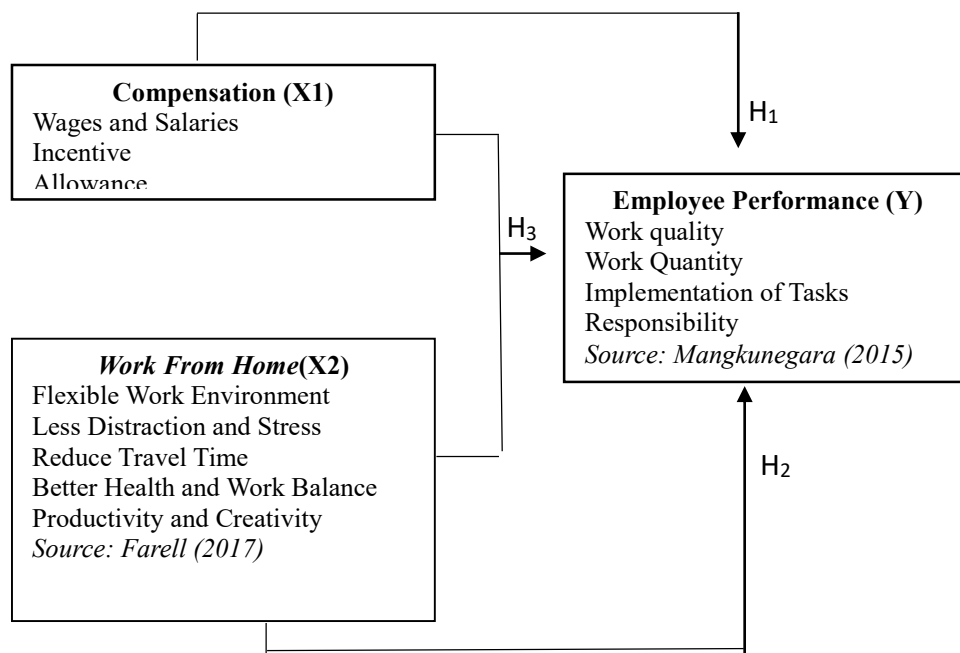 Compensation (X1)
Wages and Salaries
Incentive
Allowance
H1
H3
Employee Performance (Y)
Work quality
Work Quantity
Implementation of Tasks
Responsibility
Source: Mangkunegara (2015)
Work From Home(X2)
Flexible Work Environment
Less Distraction and Stress
Reduce Travel Time
Better Health and Work Balance
Productivity and Creativity
Source: Farell (2017)
H2